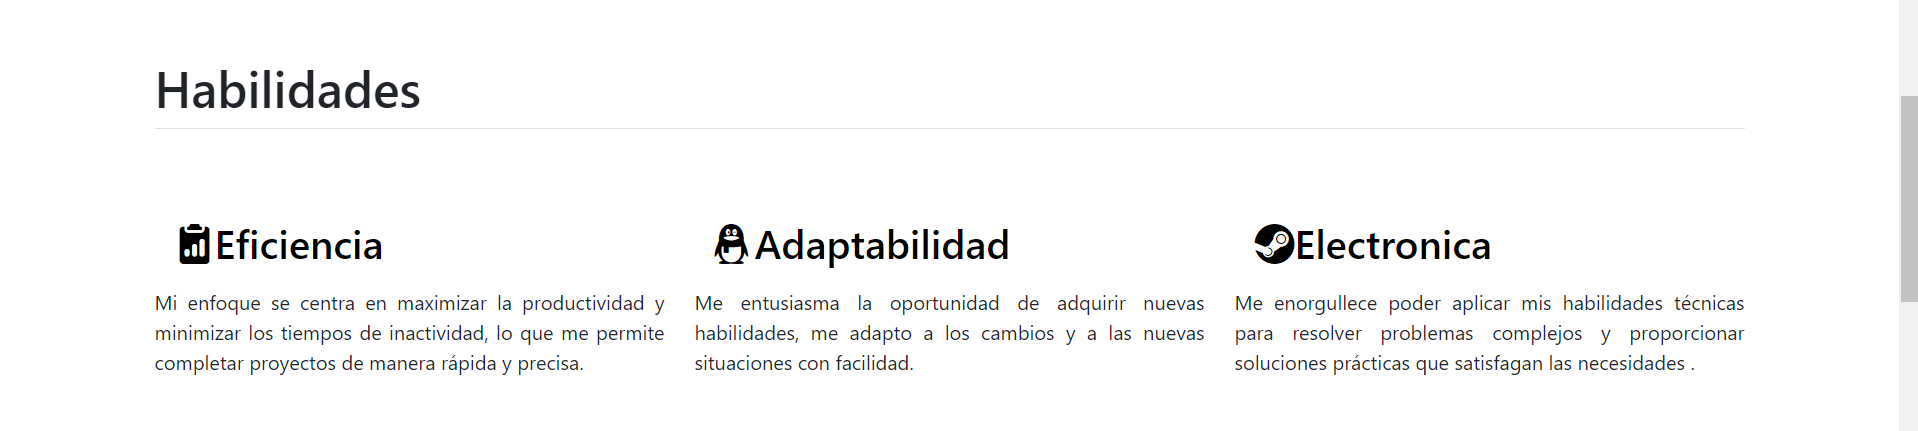 Habilidades
Eficiencia
Mi enfoque se centra en maximizar la productividad y
minimizar los tiempos de inactividad, lo que me permite
completar proyectos de manera rápida y precisa.
Adaptabilidad
Me entusiasma la oportunidad de adquirir nuevas
habilidades, me adapto a los cambios y a las nuevas
situaciones con facilidad.
Electronica
Me enorgullece poder aplicar mis habilidades técnicas
para resolver problemas complejos y proporcionar
soluciones prácticas que satisfagan las necesidades .